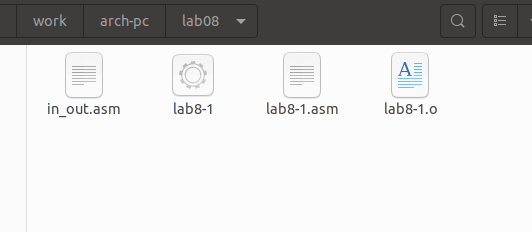 work arch-pc lab08
in_out.asm lab8-1 lab8-1.asm lab8-1.o